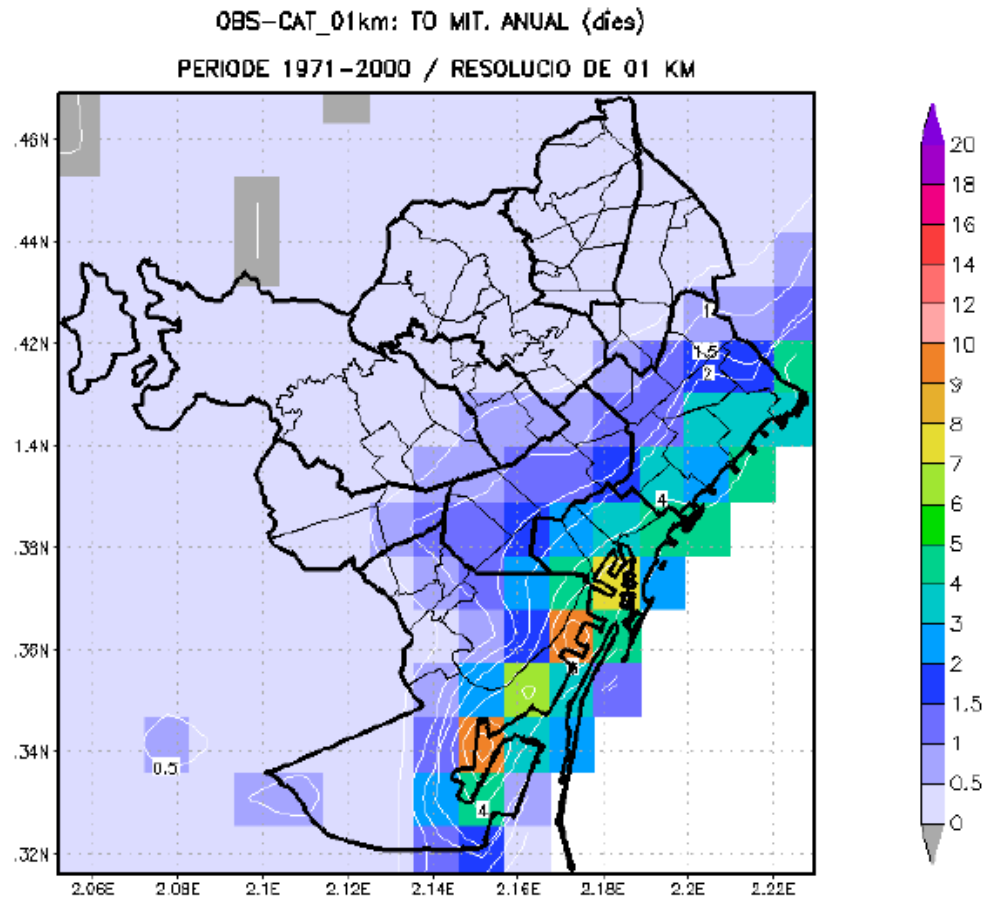 OBS-CAT_01km: TO MIT. ANUAL (dies)
PERIODE 1971-2000 / RESOLUCIO DE 01 KM
.46N
.44N
.42N
1.4N
.38N
.36N
.34N
.32N
1
1.5
2
4
0.5
4
2.06E
2.08E
2.1E
2.12E
2.14E
2.16E
2.18E
2.2E
2.22E
20
18
16
14
12
10
9
8
7
6
5
4
3
2
1.5
1
0.5
0